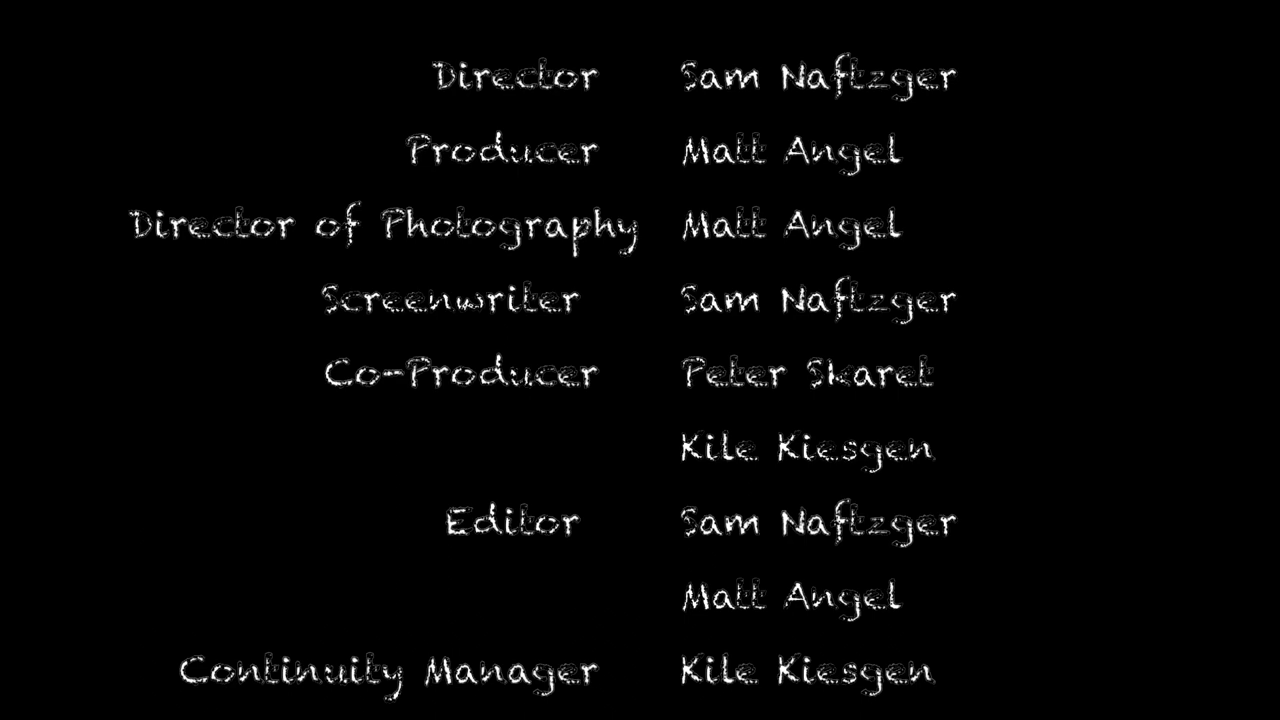 Director Sam Naftzger
Producer Matt Angel
Director of Photography Matt Angel
Screenwriter Sam Naftzger
Co-Producer Peter Skaret
Kile Kiesgen
Editor Sam Naftzger
Matt Angel
Continuity Manager Kile Kiesgen